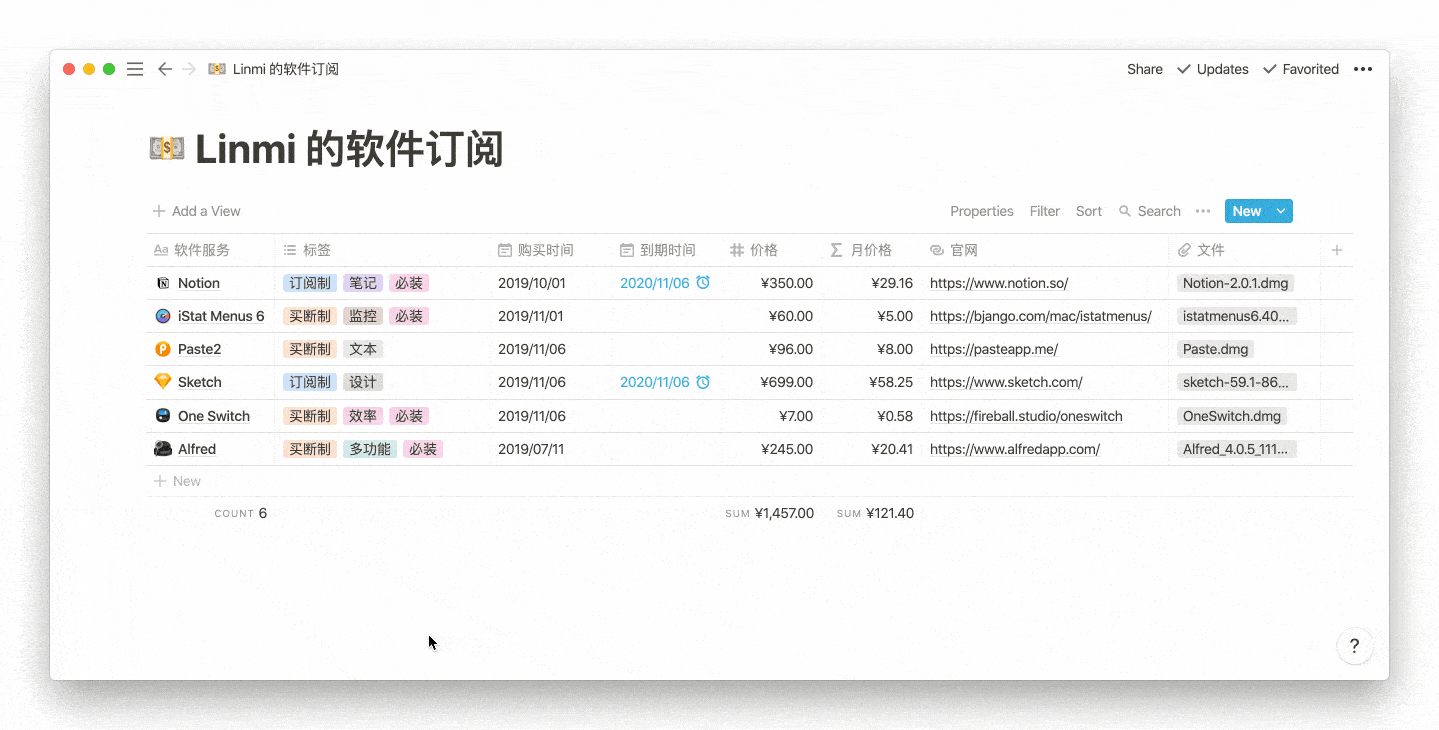 Linmi 的软件订阅 Share Updates Favorited
Linmi 的软件订阅
Add a View Properties Filter Sort Search New
Aa 软件服务 标签 购买时间 到期时间 价格 月价格 官网 文件
Notion 订阅制 笔记 必装 2019/10/01 2020/11/06 ¥350.00 ¥29.16 https://www.notion.so/ Notion-2.0.1.dmg
iStat Menus 6 买断制 监控 必装 2019/11/01 ¥60.00 ¥5.00 https://bjango.com/mac/istatmenus/ istatmenus6.40...
Paste2 买断制 文本 2019/11/06 ¥96.00 ¥8.00 https://pasteapp.me/ Paste.dmg
Sketch 订阅制 设计 2019/11/06 2020/11/06 ¥699.00 ¥58.25 https://www.sketch.com/ sketch-59.1-86...
One Switch 买断制 效率 必装 2019/11/06 ¥7.00 ¥0.58 https://fireball.studio/oneswitch OneSwitch.dmg
Alfred 买断制 多功能 必装 2019/07/11 ¥245.00 ¥20.41 https://www.alfredapp.com/ Alfred_4.0.5_111...
New
COUNT 6 SUM ¥1,457.00 SUM ¥121.40
?